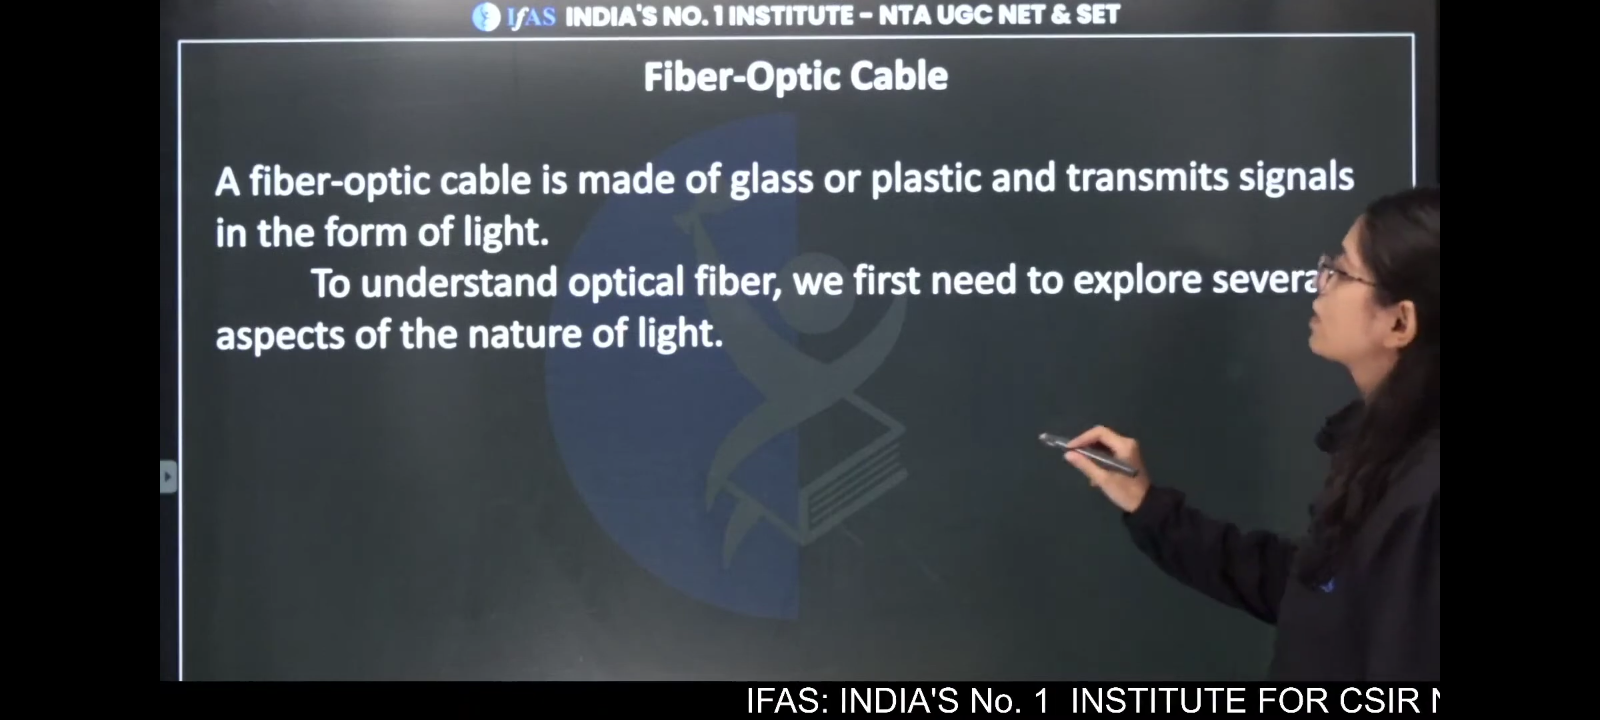 IfAS INDIA'S NO. 1 INSTITUTE – NTA UGC NET & SET
Fiber-Optic Cable
A fiber-optic cable is made of glass or plastic and transmits signals
in the form of light.
To understand optical fiber, we first need to explore severa
aspects of the nature of light.
IFAS: INDIA'S No. 1 INSTITUTE FOR CSIR